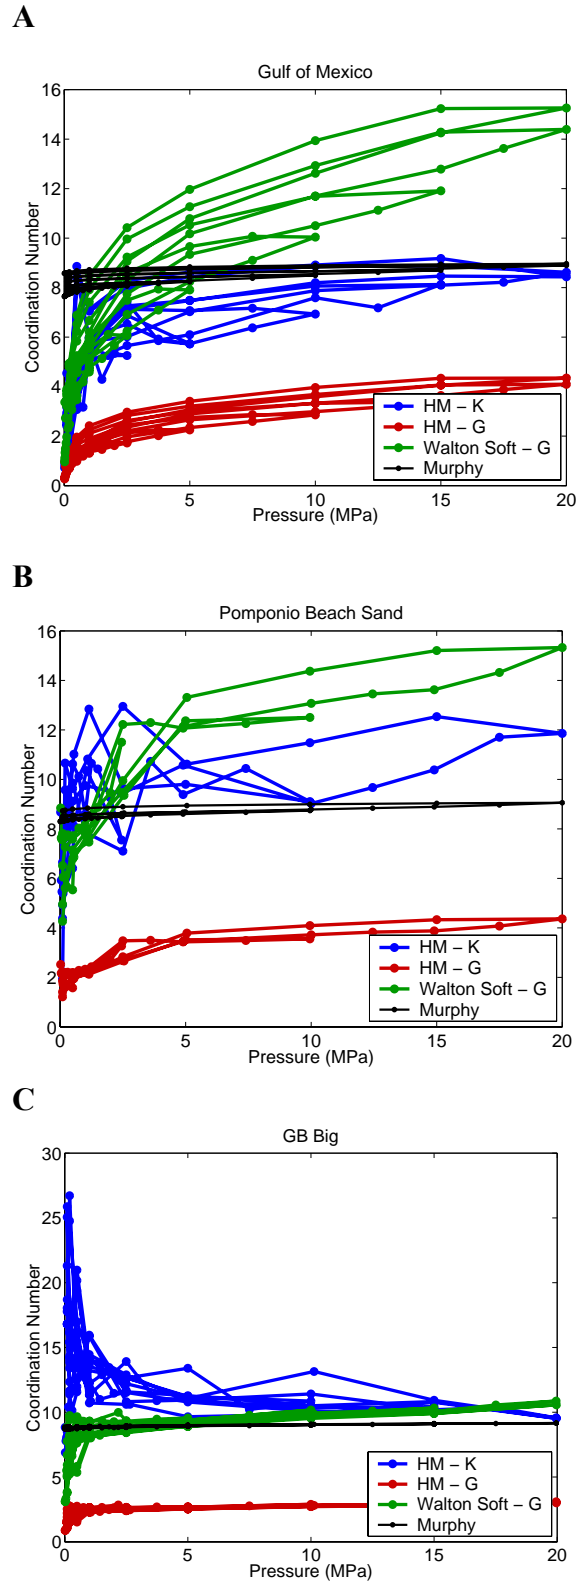 A
Gulf of Mexico
16
14
12
10
8
6
4
2
0
Coordination Number
0
5
10
15
20
Pressure (MPa)
HM – K
HM – G
Walton Soft – G
Murphy
B
Pomponio Beach Sand
16
14
12
10
8
6
4
2
0
Coordination Number
0
5
10
15
20
Pressure (MPa)
HM – K
HM – G
Walton Soft – G
Murphy
C
GB Big
30
25
20
15
10
5
0
Coordination Number
0
5
10
15
20
Pressure (MPa)
HM – K
HM – G
Walton Soft – G
Murphy